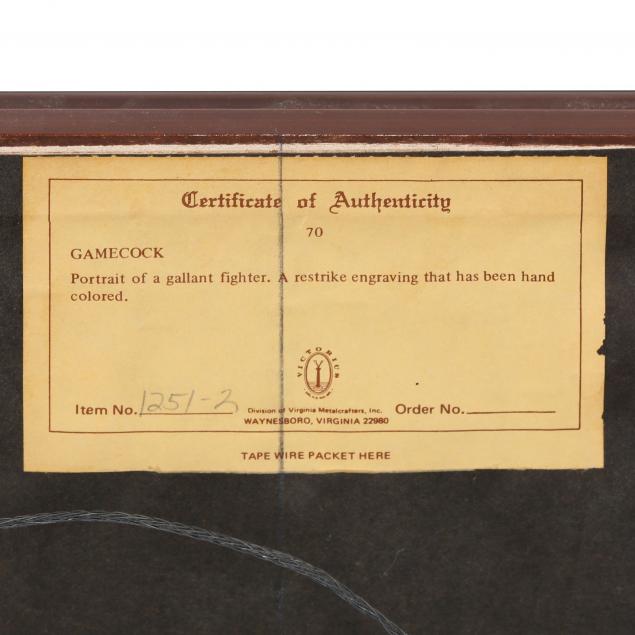 Certificate of Authenticity
70
GAMECOCK
Portrait of a gallant fighter. A restrike engraving that has been hand
colored.
VICTORIUS
Item No. 1251-2
Division of Virginia Metalcrafters, Inc.
WAYNESBORO, VIRGINIA 22980
Order No.
TAPE WIRE PACKET HERE